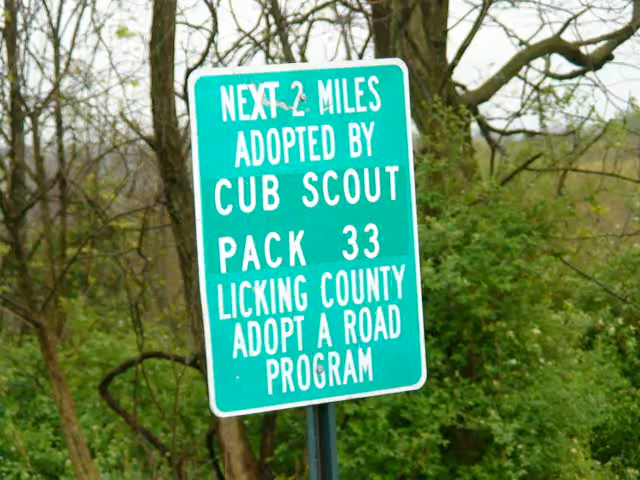 NEXT 2 MILES
ADOPTED BY
CUB SCOUT
PACK 33
LICKING COUNTY
ADOPT A ROAD
PROGRAM